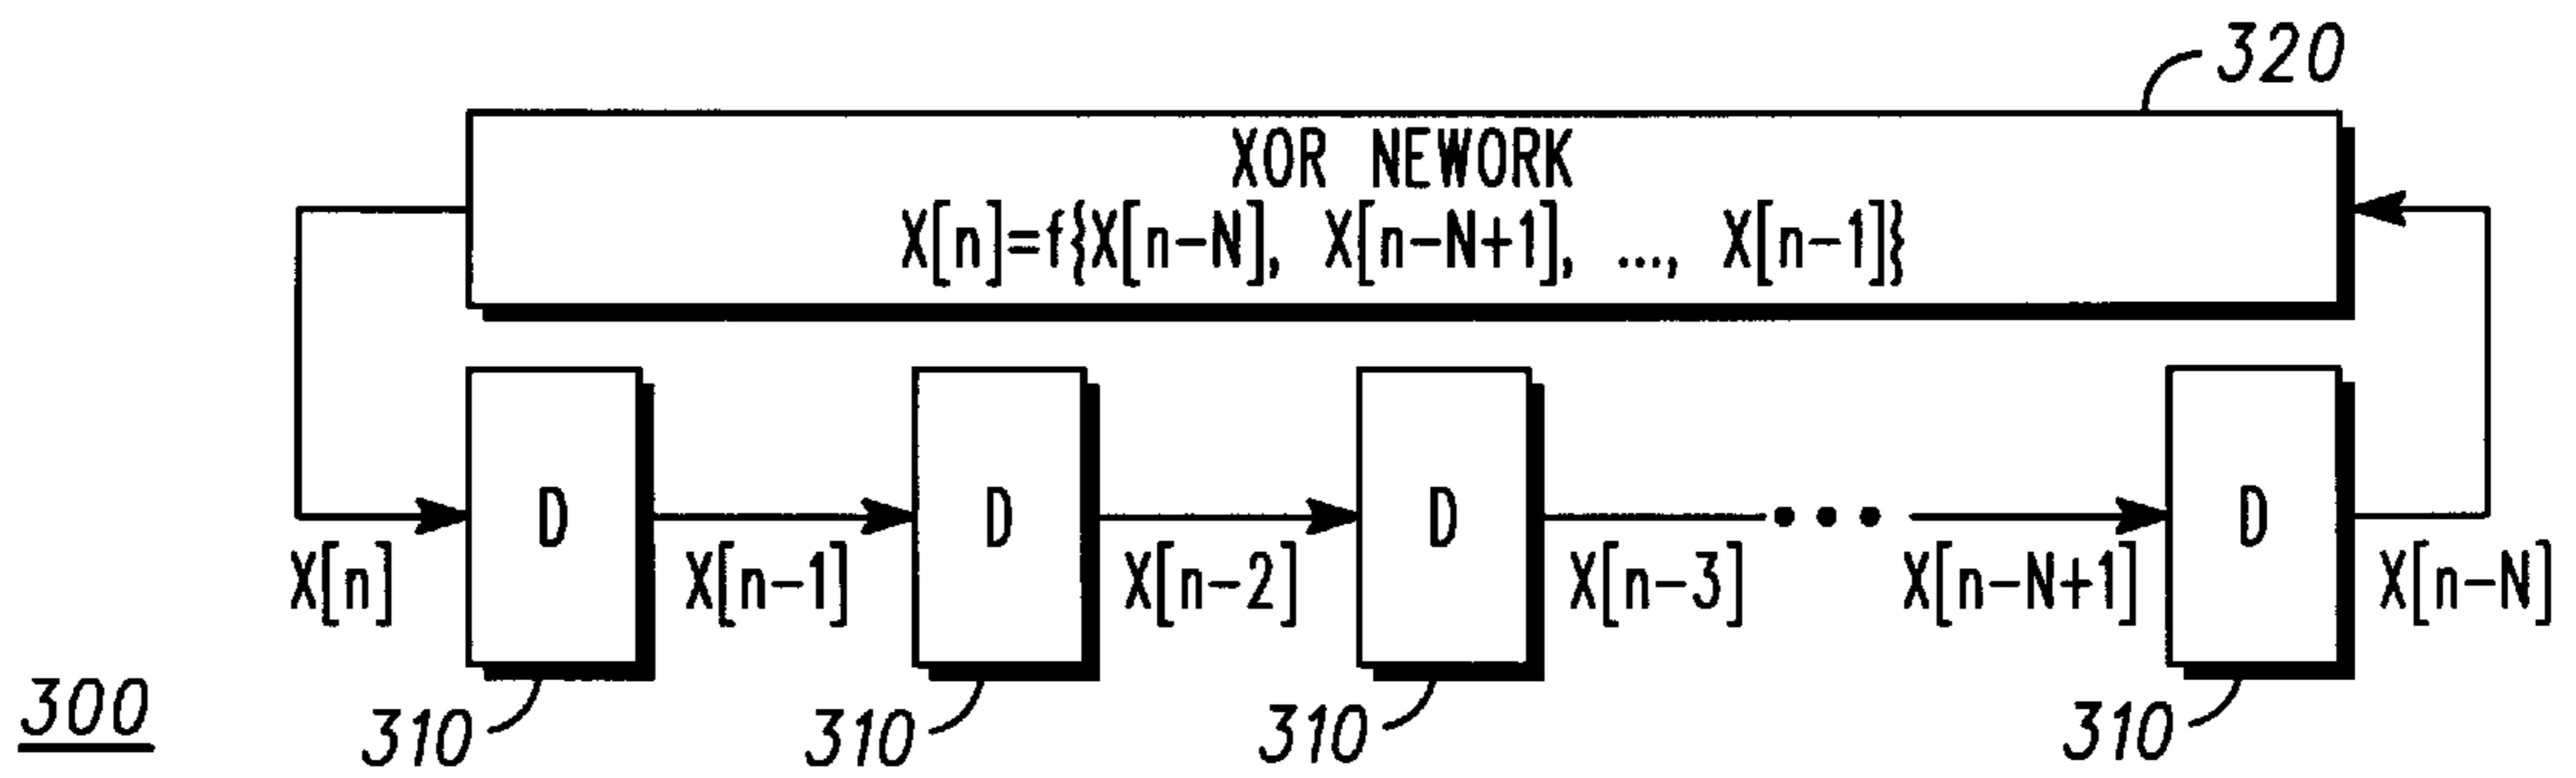 320
XOR NEWORK
X[n]=f{X[n-N], X[n-N+1], ..., X[n-1]}
D D D D
X[n] X[n-1] X[n-2] X[n-3] X[n-N+1] X[n-N]
300
310 310 310 310